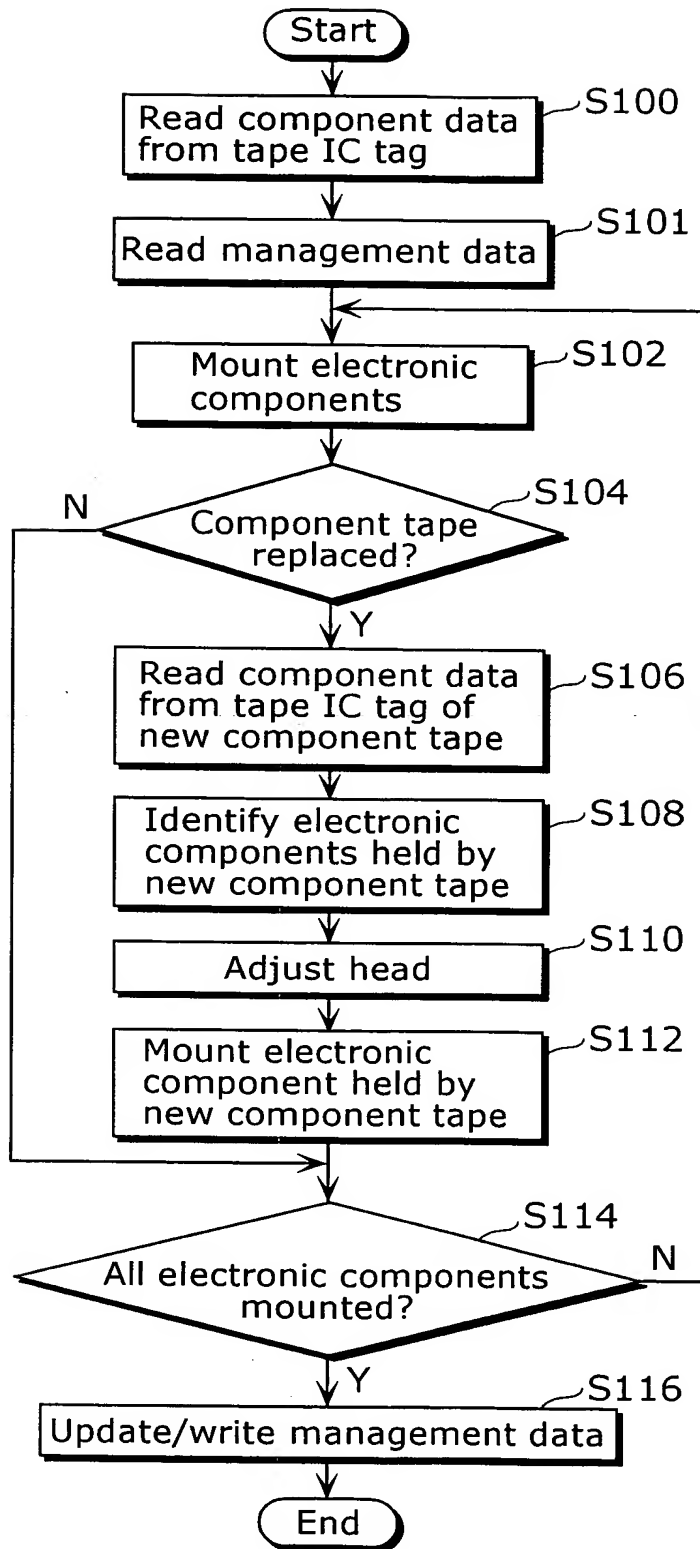 Start
S100
Read component data
from tape IC tag
S101
Read management data
S102
Mount electronic
components
S104
N
Component tape
replaced?
Y
S106
Read component data
from tape IC tag of
new component tape
S108
Identify electronic
components held by
new component tape
S110
Adjust head
S112
Mount electronic
component held by
new component tape
S114
N
All electronic components
mounted?
Y
S116
Update/write management data
End